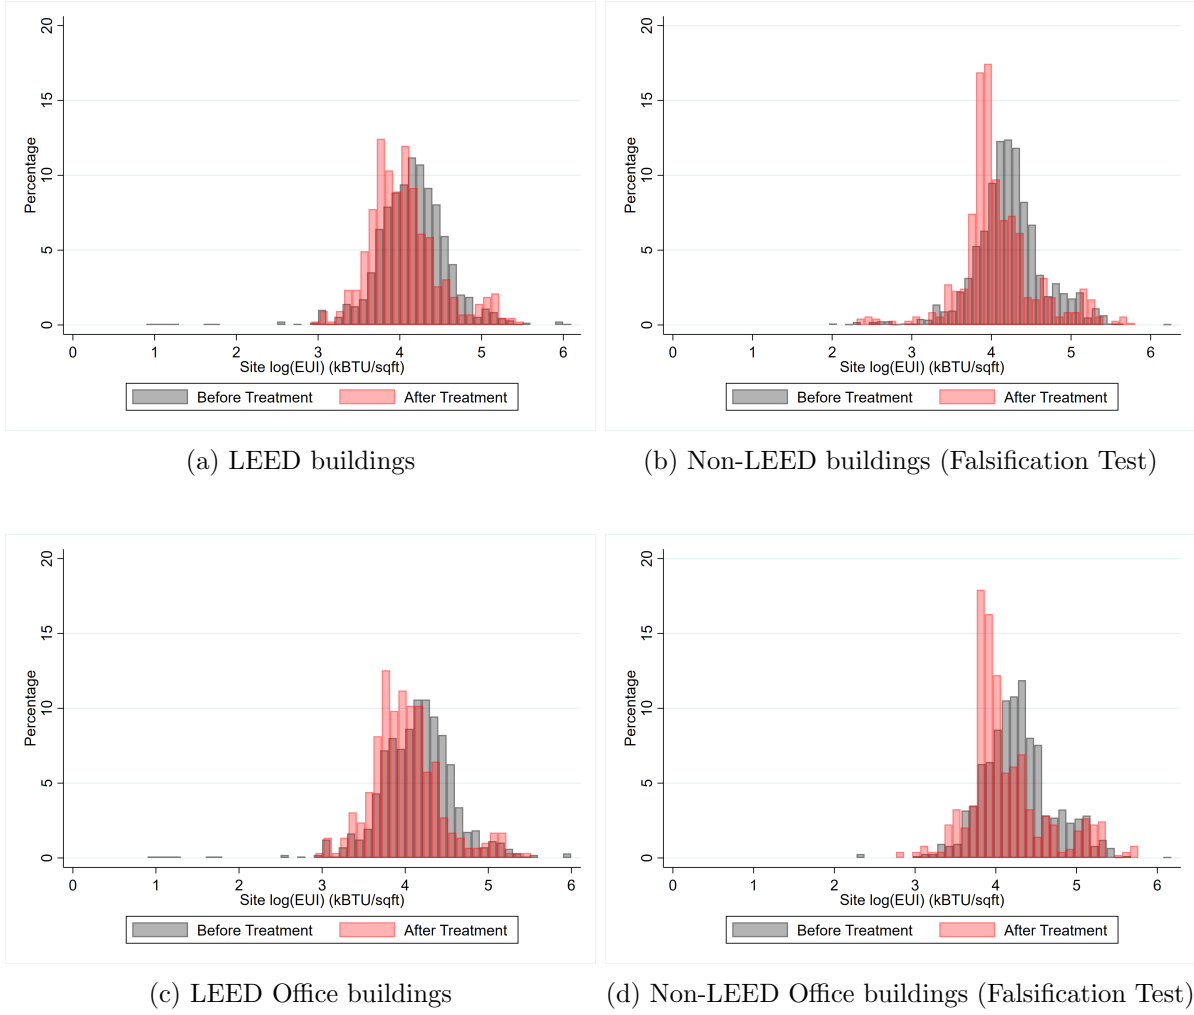 20
15
10
5
0
Percentage
0 1 2 3 4 5 6
Site log(EUI) (kBTU/sqft)
Before Treatment After Treatment
(a) LEED buildings
20
15
10
5
0
Percentage
0 1 2 3 4 5 6
Site log(EUI) (kBTU/sqft)
Before Treatment After Treatment
(b) Non-LEED buildings (Falsification Test)
20
15
10
5
0
Percentage
0 1 2 3 4 5 6
Site log(EUI) (kBTU/sqft)
Before Treatment After Treatment
(c) LEED Office buildings
20
15
10
5
0
Percentage
0 1 2 3 4 5 6
Site log(EUI) (kBTU/sqft)
Before Treatment After Treatment
(d) Non-LEED Office buildings (Falsification Test)